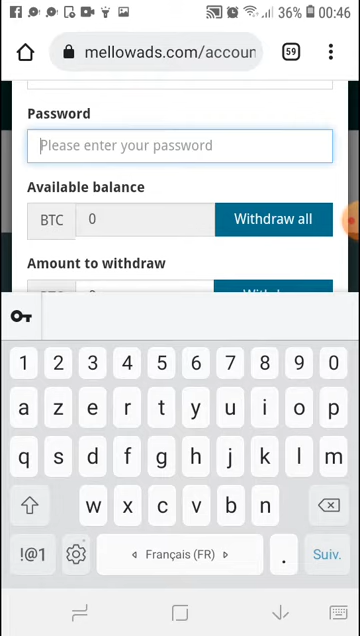 36% 00:46
mellowads.com/accoun 59
Password
Please enter your password
Available balance
BTC 0 Withdraw all
Amount to withdraw
1 2 3 4 5 6 7 8 9 0
a z e r t y u i o p
q s d f g h j k l m
w x c v b n
!@1 Français (FR) . Suiv.